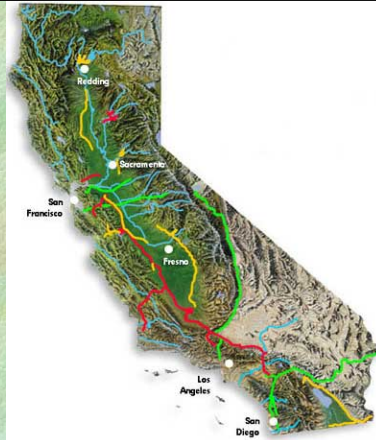 Redding
Sacramento
San
Francisco
Fresno
Los
Angeles
San
Diego